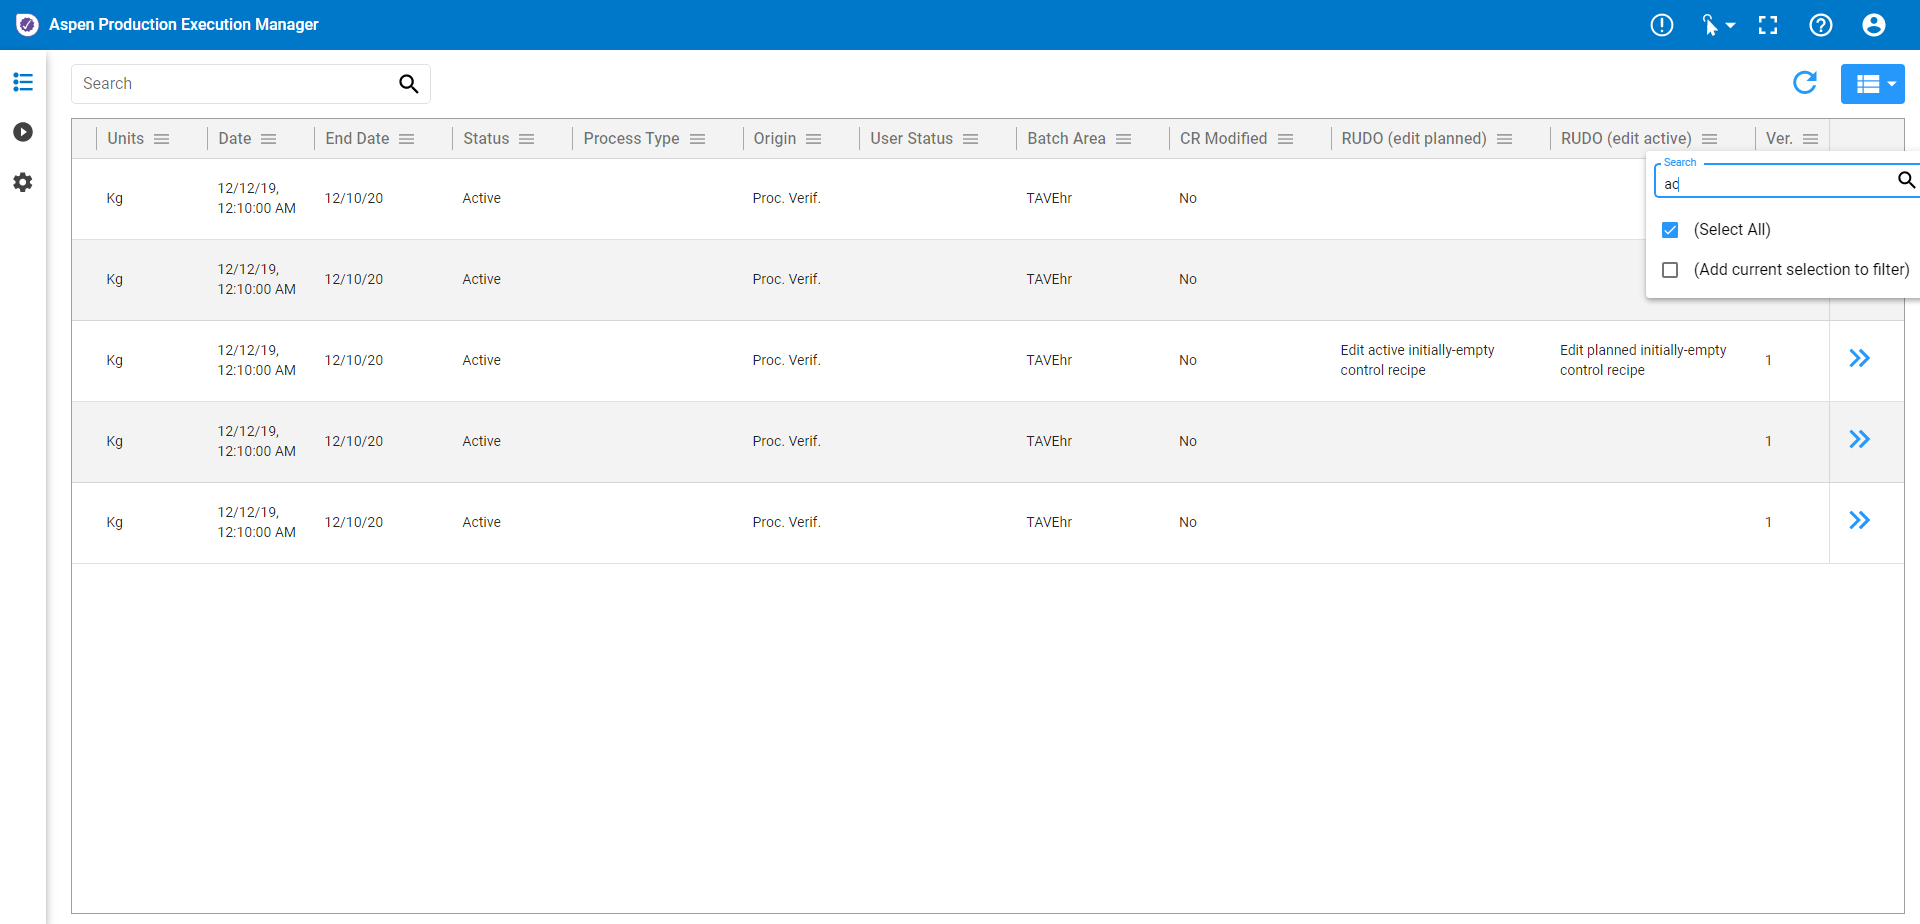 Aspen Production Execution Manager
Search
Units Date End Date Status Process Type Origin User Status Batch Area CR Modified RUDO (edit planned) RUDO (edit active) Ver.
Search
ac
(Select All)
(Add current selection to filter)
Kg 12/12/19, 12:10:00 AM 12/10/20 Active Proc. Verif. TAVEhr No
Kg 12/12/19, 12:10:00 AM 12/10/20 Active Proc. Verif. TAVEhr No
Kg 12/12/19, 12:10:00 AM 12/10/20 Active Proc. Verif. TAVEhr No Edit active initially-empty control recipe Edit planned initially-empty control recipe 1
Kg 12/12/19, 12:10:00 AM 12/10/20 Active Proc. Verif. TAVEhr No 1
Kg 12/12/19, 12:10:00 AM 12/10/20 Active Proc. Verif. TAVEhr No 1